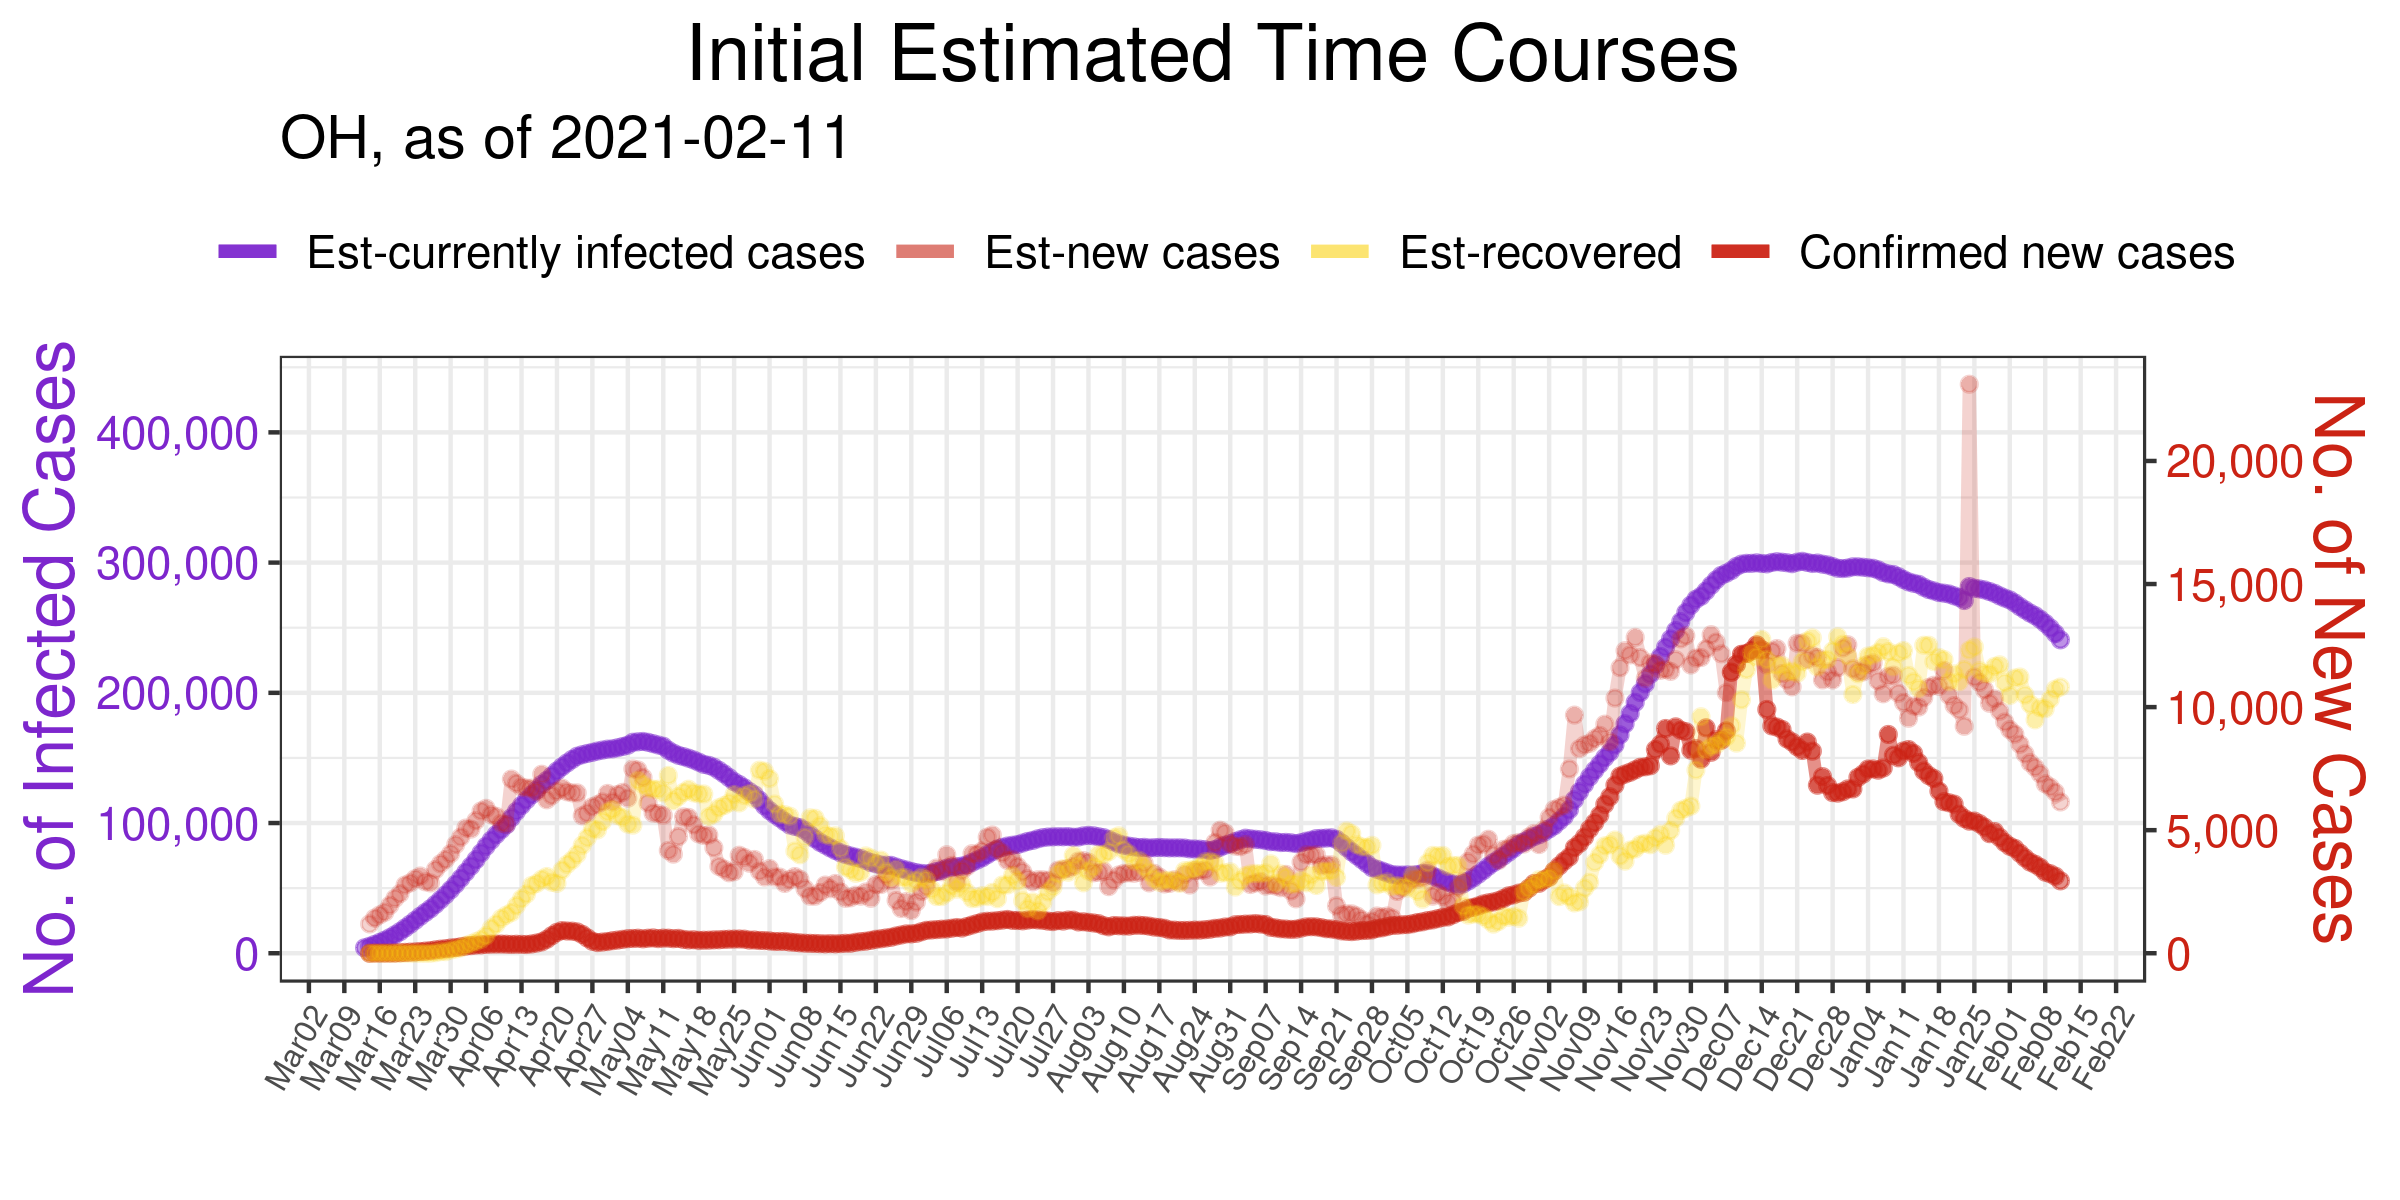 Initial Estimated Time Courses
OH, as of 2021-02-11
Est-currently infected cases Est-new cases Est-recovered Confirmed new cases
No. of Infected Cases
400,000
300,000
200,000
100,000
0
20,000
15,000
10,000
5,000
0
No. of New Cases
Mar02 Mar09 Mar16 Mar23 Mar30 Apr06 Apr13 Apr20 Apr27 May04 May11 May18 May25 Jun01 Jun08 Jun15 Jun22 Jun29 Jul06 Jul13 Jul20 Jul27 Aug03 Aug10 Aug17 Aug24 Aug31 Sep07 Sep14 Sep21 Sep28 Oct05 Oct12 Oct19 Oct26 Nov02 Nov09 Nov16 Nov23 Nov30 Dec07 Dec14 Dec21 Dec28 Jan04 Jan11 Jan18 Jan25 Feb01 Feb08 Feb15 Feb22